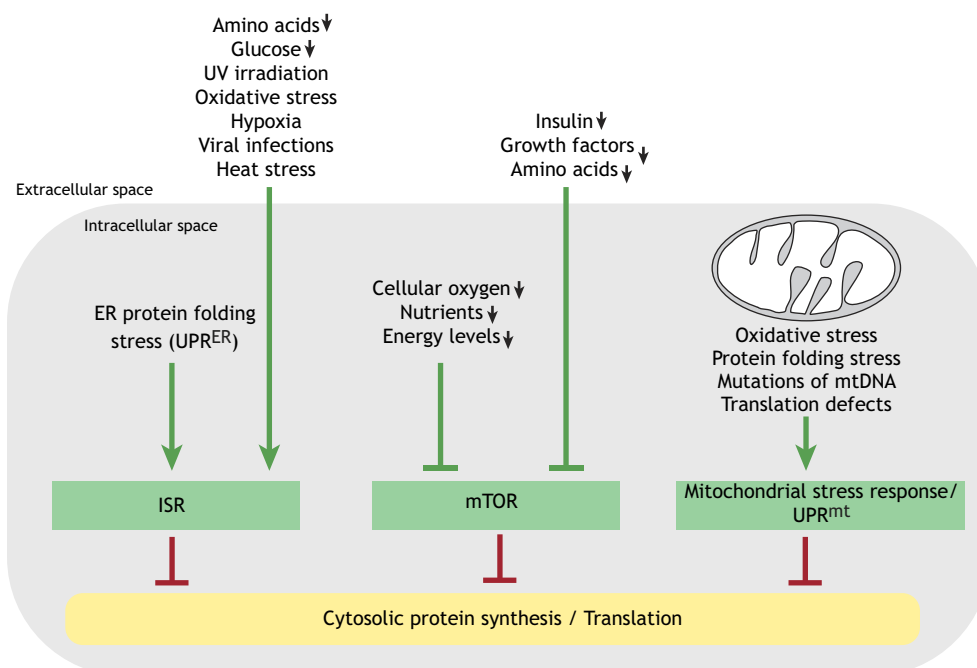 Amino acids
Glucose
UV irradiation
Oxidative stress
Hypoxia
Viral infections
Heat stress
Insulin
Growth factors
Amino acids
Extracellular space
Intracellular space
ER protein folding
stress (UPRER)
Cellular oxygen
Nutrients
Energy levels
Oxidative stress
Protein folding stress
Mutations of mtDNA
Translation defects
ISR
mTOR
Mitochondrial stress response/
UPRmt
Cytosolic protein synthesis / Translation